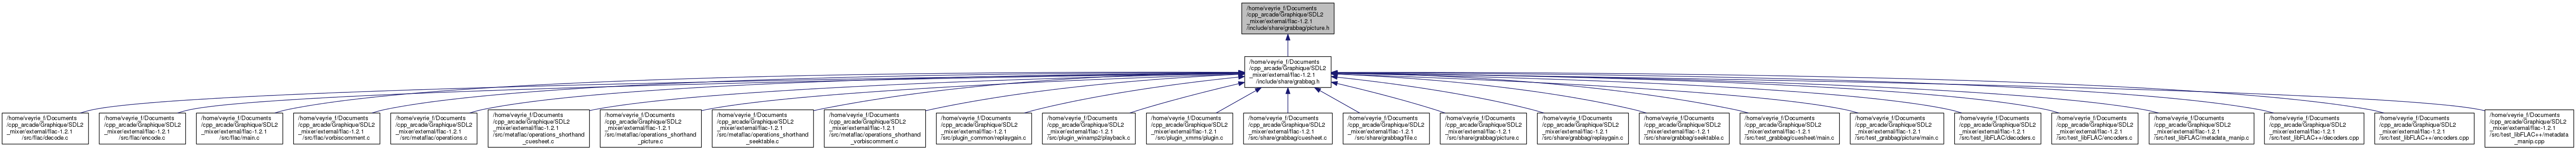 /home/veyrie_f/Documents
/cpp_arcade/Graphique/SDL2
_mixer/external/flac-1.2.1
/include/share/grabbag/picture.h
/home/veyrie_f/Documents
/cpp_arcade/Graphique/SDL2
_mixer/external/flac-1.2.1
/include/share/grabbag.h
/home/veyrie_f/Documents
/cpp_arcade/Graphique/SDL2
_mixer/external/flac-1.2.1
/src/flac/decode.c
/home/veyrie_f/Documents
/cpp_arcade/Graphique/SDL2
_mixer/external/flac-1.2.1
/src/flac/encode.c
/home/veyrie_f/Documents
/cpp_arcade/Graphique/SDL2
_mixer/external/flac-1.2.1
/src/flac/main.c
/home/veyrie_f/Documents
/cpp_arcade/Graphique/SDL2
_mixer/external/flac-1.2.1
/src/flac/vorbiscomment.c
/home/veyrie_f/Documents
/cpp_arcade/Graphique/SDL2
_mixer/external/flac-1.2.1
/src/metaflac/operations.c
/home/veyrie_f/Documents
/cpp_arcade/Graphique/SDL2
_mixer/external/flac-1.2.1
/src/metaflac/operations_shorthand
_cuesheet.c
/home/veyrie_f/Documents
/cpp_arcade/Graphique/SDL2
_mixer/external/flac-1.2.1
/src/metaflac/operations_shorthand
_picture.c
/home/veyrie_f/Documents
/cpp_arcade/Graphique/SDL2
_mixer/external/flac-1.2.1
/src/metaflac/operations_shorthand
_seektable.c
/home/veyrie_f/Documents
/cpp_arcade/Graphique/SDL2
_mixer/external/flac-1.2.1
/src/metaflac/operations_shorthand
_vorbiscomment.c
/home/veyrie_f/Documents
/cpp_arcade/Graphique/SDL2
_mixer/external/flac-1.2.1
/src/plugin_common/replaygain.c
/home/veyrie_f/Documents
/cpp_arcade/Graphique/SDL2
_mixer/external/flac-1.2.1
/src/plugin_winamp2/playback.c
/home/veyrie_f/Documents
/cpp_arcade/Graphique/SDL2
_mixer/external/flac-1.2.1
/src/plugin_xmms/plugin.c
/home/veyrie_f/Documents
/cpp_arcade/Graphique/SDL2
_mixer/external/flac-1.2.1
/src/share/grabbag/cuesheet.c
/home/veyrie_f/Documents
/cpp_arcade/Graphique/SDL2
_mixer/external/flac-1.2.1
/src/share/grabbag/file.c
/home/veyrie_f/Documents
/cpp_arcade/Graphique/SDL2
_mixer/external/flac-1.2.1
/src/share/grabbag/picture.c
/home/veyrie_f/Documents
/cpp_arcade/Graphique/SDL2
_mixer/external/flac-1.2.1
/src/share/grabbag/replaygain.c
/home/veyrie_f/Documents
/cpp_arcade/Graphique/SDL2
_mixer/external/flac-1.2.1
/src/share/grabbag/seektable.c
/home/veyrie_f/Documents
/cpp_arcade/Graphique/SDL2
_mixer/external/flac-1.2.1
/src/test_grabbag/cuesheet/main.c
/home/veyrie_f/Documents
/cpp_arcade/Graphique/SDL2
_mixer/external/flac-1.2.1
/src/test_grabbag/picture/main.c
/home/veyrie_f/Documents
/cpp_arcade/Graphique/SDL2
_mixer/external/flac-1.2.1
/src/test_libFLAC/decoders.c
/home/veyrie_f/Documents
/cpp_arcade/Graphique/SDL2
_mixer/external/flac-1.2.1
/src/test_libFLAC/encoders.c
/home/veyrie_f/Documents
/cpp_arcade/Graphique/SDL2
_mixer/external/flac-1.2.1
/src/test_libFLAC/metadata_manip.c
/home/veyrie_f/Documents
/cpp_arcade/Graphique/SDL2
_mixer/external/flac-1.2.1
/src/test_libFLAC++/decoders.cpp
/home/veyrie_f/Documents
/cpp_arcade/Graphique/SDL2
_mixer/external/flac-1.2.1
/src/test_libFLAC++/encoders.cpp
/home/veyrie_f/Documents
/cpp_arcade/Graphique/SDL2
_mixer/external/flac-1.2.1
/src/test_libFLAC++/metadata
_manip.cpp